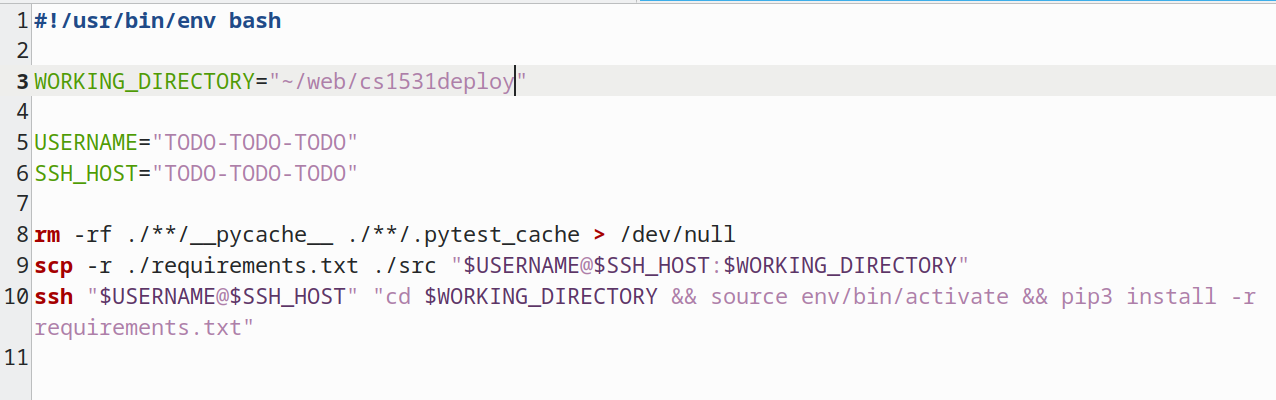 1 #!/usr/bin/env bash
2
3 WORKING_DIRECTORY="~/web/cs1531deploy"
4
5 USERNAME="TODO-TODO-TODO"
6 SSH_HOST="TODO-TODO-TODO"
7
8 rm -rf ./**/__pycache__ ./**/.pytest_cache > /dev/null
9 scp -r ./requirements.txt ./src "$USERNAME@$SSH_HOST:$WORKING_DIRECTORY"
10 ssh "$USERNAME@$SSH_HOST" "cd $WORKING_DIRECTORY && source env/bin/activate && pip3 install -r
requirements.txt"
11